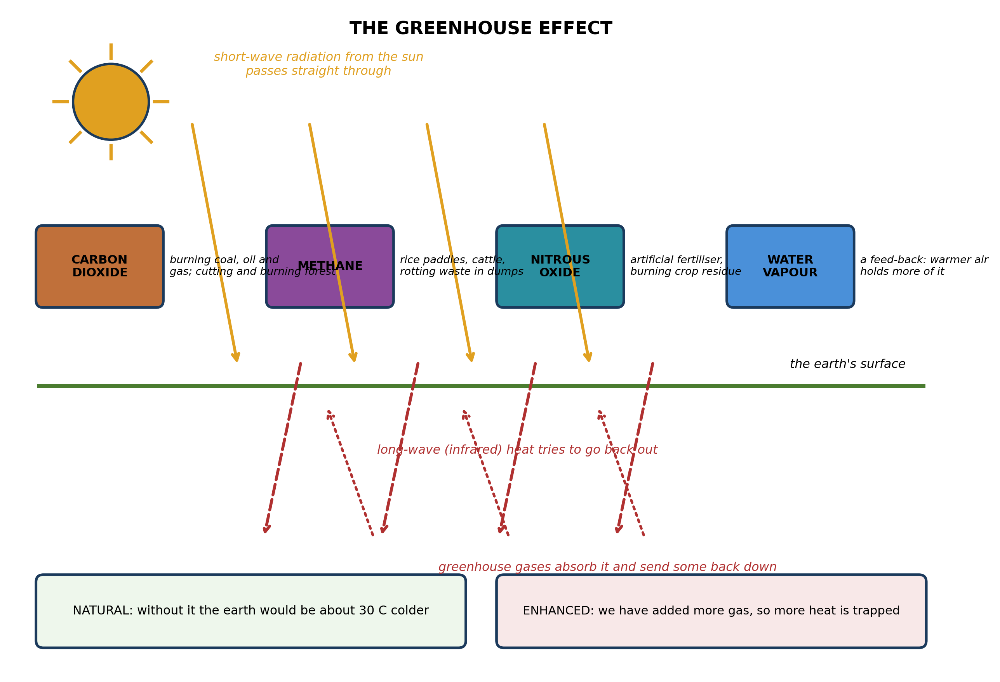 THE GREENHOUSE EFFECT
short-wave radiation from the sun
passes straight through
CARBON
DIOXIDE
burning coal, oil and
gas; cutting and burning forest
METHANE
rice paddies, cattle,
rotting waste in dumps
NITROUS
OXIDE
artificial fertiliser,
burning crop residue
WATER
VAPOUR
a feed-back: warmer air
holds more of it
the earth's surface
long-wave (infrared) heat tries to go back out
greenhouse gases absorb it and send some back down
NATURAL: without it the earth would be about 30 C colder
ENHANCED: we have added more gas, so more heat is trapped